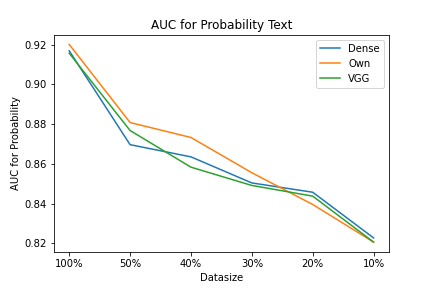 AUC for Probability Text
AUC for Probability
0.92
0.90
0.88
0.86
0.84
0.82
Dense
Own
VGG
100%
50%
40%
30%
20%
10%
Datasize